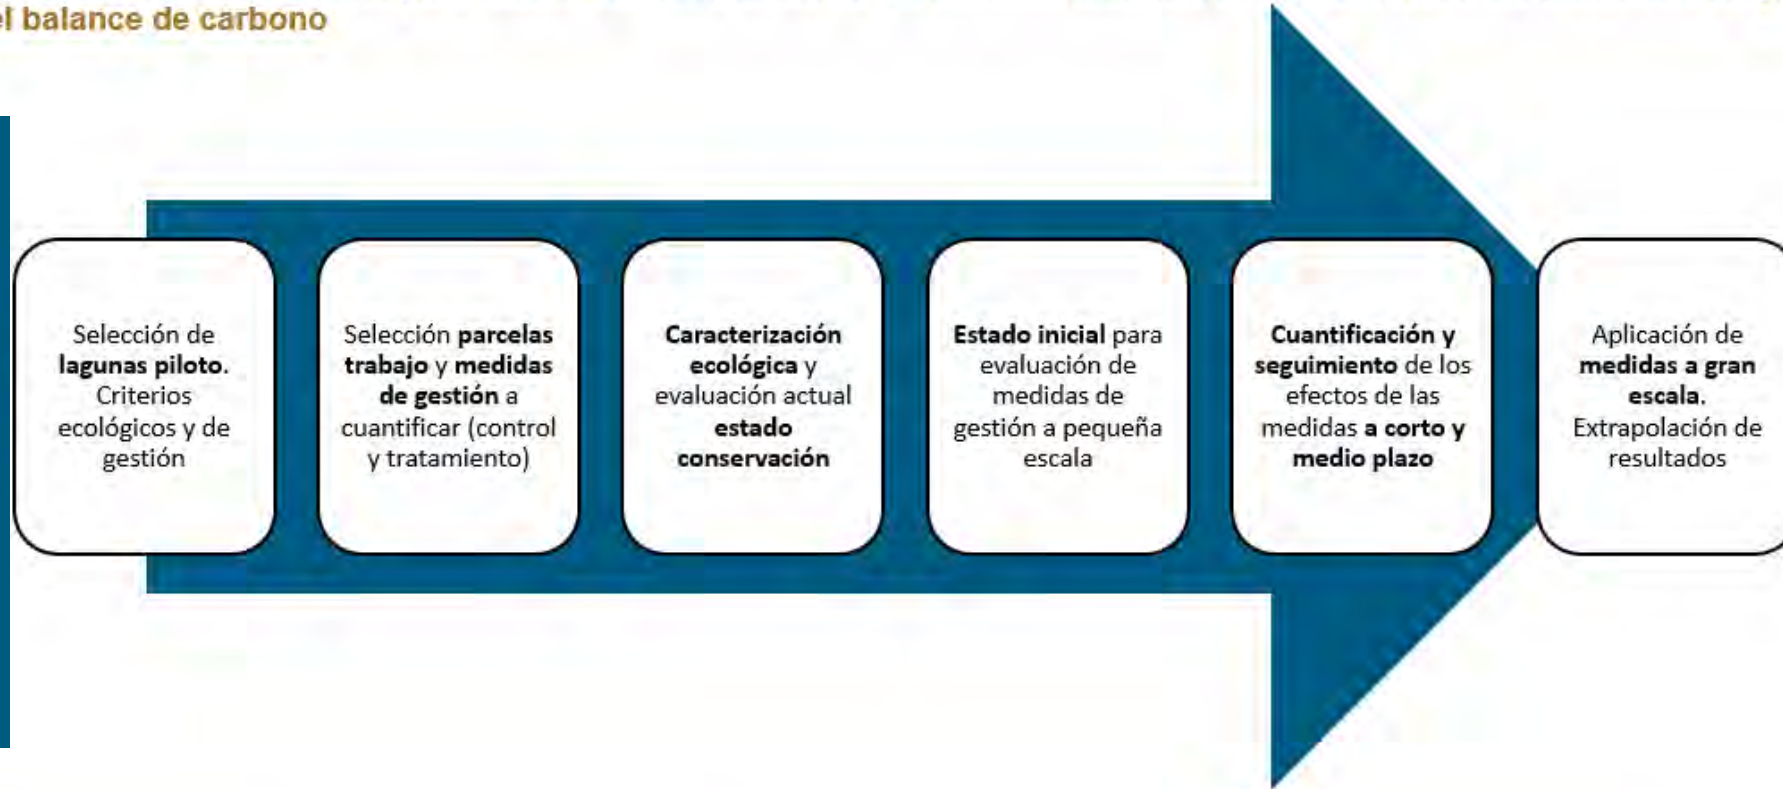 el balance de carbono
Selección de
lagunas piloto.
Criterios
ecológicos y de
gestión
Selección parcelas
trabajo y medidas
de gestión a
cuantificar (control
y tratamiento)
Caracterización
ecológica y
evaluación actual
estado
conservación
Estado inicial para
evaluación de
medidas de
gestión a pequeña
escala
Cuantificación y
seguimiento de los
efectos de las
medidas a corto y
medio plazo
Aplicación de
medidas a gran
escala.
Extrapolación de
resultados